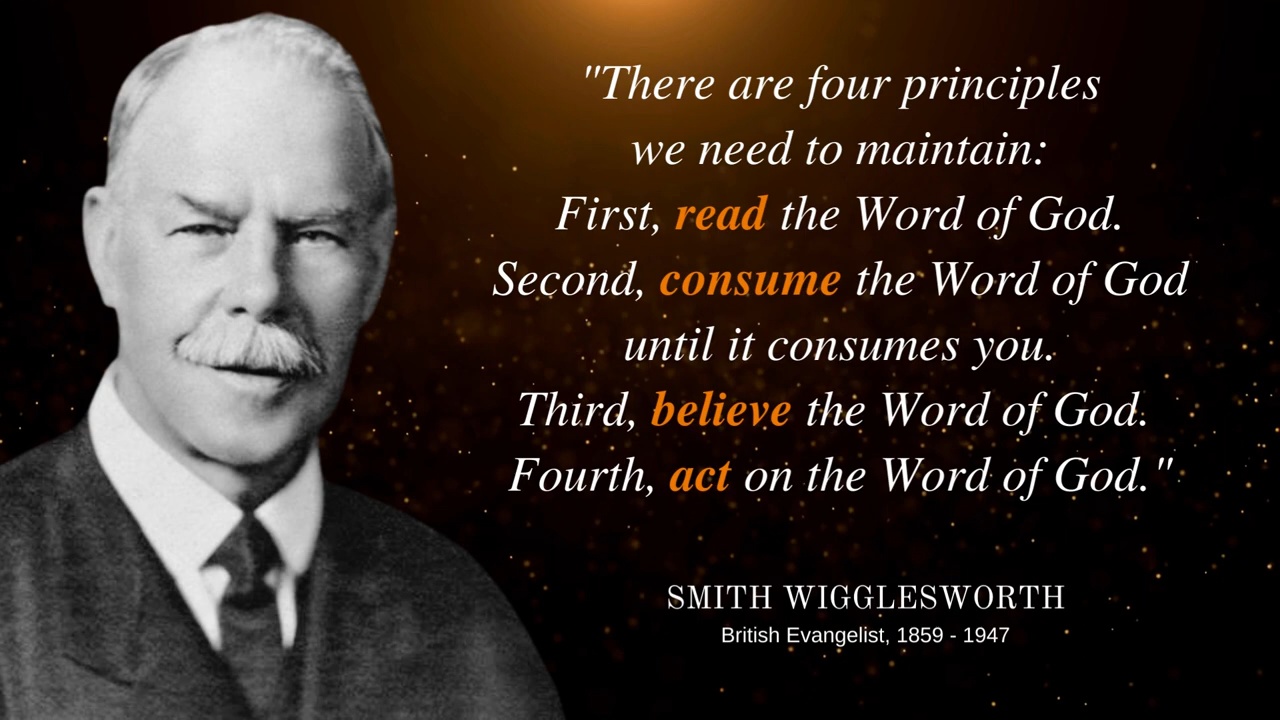 "There are four principles
we need to maintain:
First, read the Word of God.
Second, consume the Word of God
until it consumes you.
Third, believe the Word of God.
Fourth, act on the Word of God."
SMITH WIGGLESWORTH
British Evangelist, 1859 - 1947